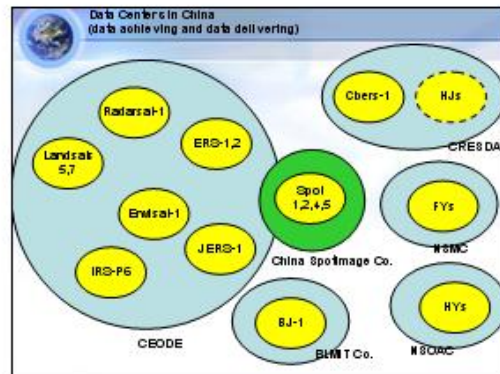 Data Centers in China
(data achieving and data delivering)
Radarsat-1
ERS-1,2
Landsats
5,7
Envisat-1
JERS-1
IRS-P6
CEODE
Spot
1,2,4,5
China Spotimage Co.
BJ-1
BLMIT Co.
Cbers-1
HJs
CRESDA
FYs
NSMC
HYs
NSOAC